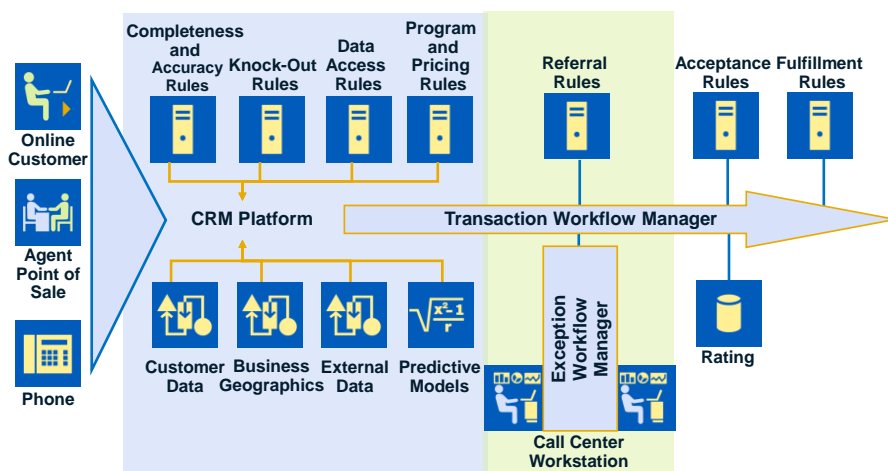 Completeness
and
Accuracy
Rules
Knock-Out
Rules
Data
Access
Rules
Program
and
Pricing
Rules
Referral
Rules
Acceptance
Rules
Fulfillment
Rules
Online
Customer
CRM Platform
Transaction Workflow Manager
Agent
Point of
Sale
Exception
Workflow
Manager
x²-1
r
Customer
Data
Business
Geographics
External
Data
Predictive
Models
Rating
Phone
Call Center
Workstation